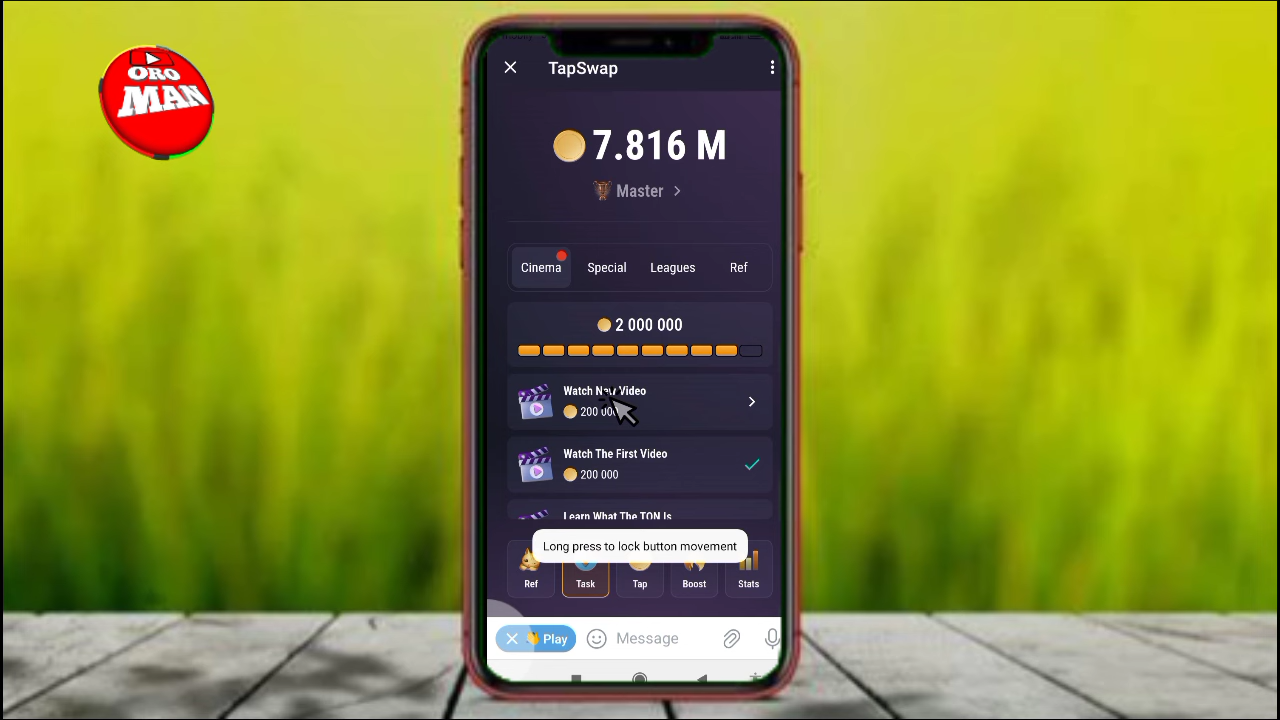 ORO
MAN
TapSwap
7.816 M
Master
Cinema
Special
Leagues
Ref
2 000 000
Watch New Video
200 000
Watch The First Video
200 000
Learn What The TON Is
Long press to lock button movement
Ref
Task
Tap
Boost
Stats
Play
Message